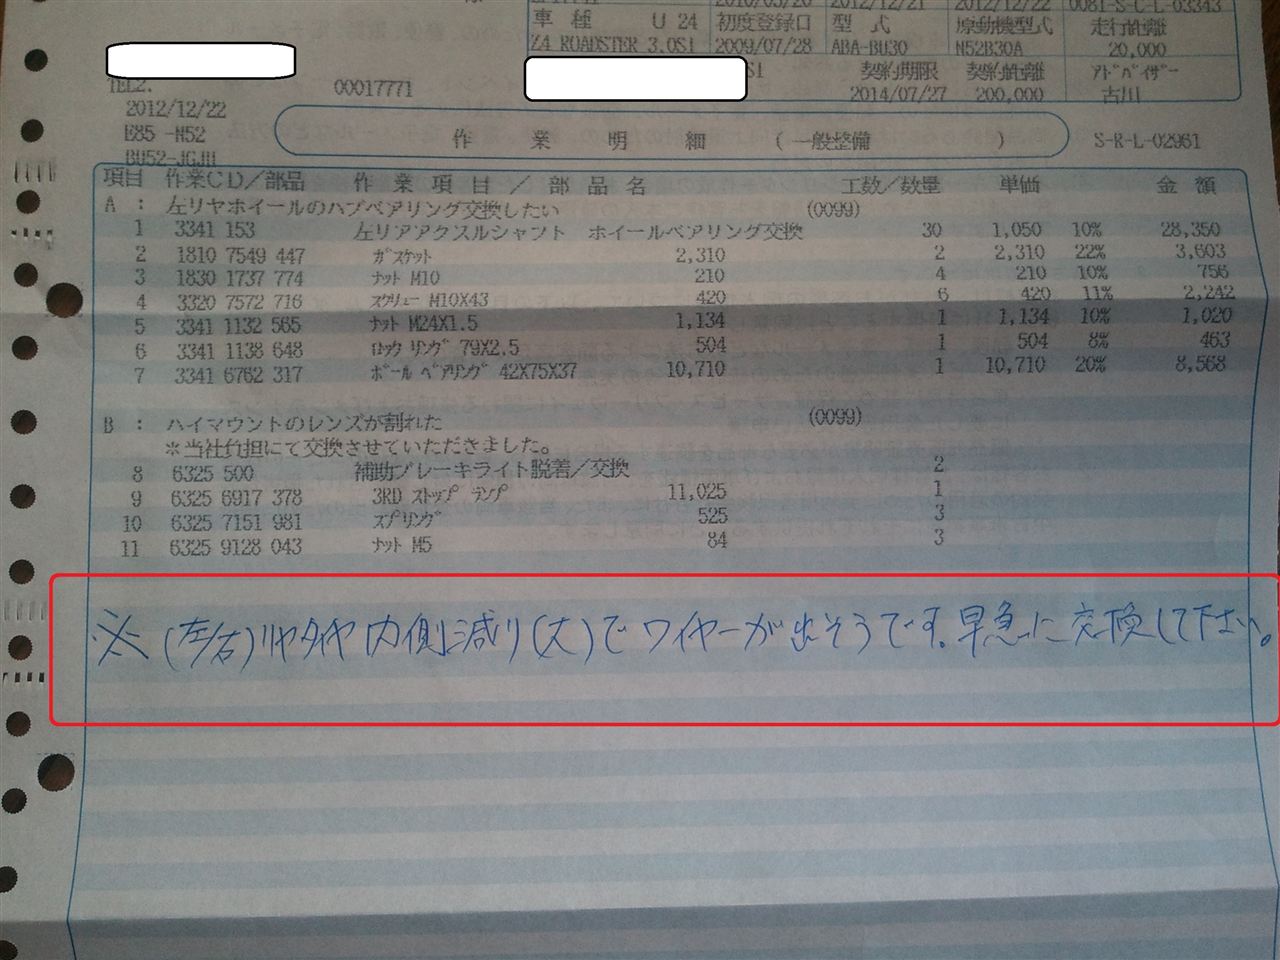 2010/03/20 2012/12/21 2012/12/22 0081-S-C-L-03343
車種 U 24 初度登録日 型式 原動機型式 走行距離
Z4 ROADSTER 3.0SI 2009/07/28 ABA-BU30 N52B30A 20,000
契約期限 契約距離 アドバイザー
TEL2. 00017771 2014/07/27 200,000 古川
2012/12/22
E85 -N52 作業明細 (一般整備 ) S-R-L-02961
BU52-JGJH
項目 作業CD/部品 作業項目/部品名 工数/数量 単価 金額
A : 左リヤホイールのハブベアリング交換したい (0099)
1 3341 153 左リアアクスルシャフト ホイールベアリング交換 30 1,050 10% 28,350
2 1810 7549 447 ガスケット 2,310 2 2,310 22% 3,603
3 1830 1737 774 ナット M10 210 4 210 10% 756
4 3320 7572 716 スクリュー M10X43 420 6 420 11% 2,242
5 3341 1132 565 ナット M24X1.5 1,134 1 1,134 10% 1,020
6 3341 1138 648 ロック リング 79X2.5 504 1 504 8% 463
7 3341 6762 317 ボール ベアリング 42X75X37 10,710 1 10,710 20% 8,568
B : ハイマウントのレンズが割れた (0099)
※当社負担にて交換させていただきました。
8 6325 500 補助ブレーキライト脱着/交換 2
9 6325 6917 378 3RD ストップ ランプ 11,025 1
10 6325 7151 981 スプリング 525 3
11 6325 9128 043 ナット M5 84 3
※(左/右)リヤタイヤ内側減り(大)でワイヤーが出そうです。早急に交換して下さい。